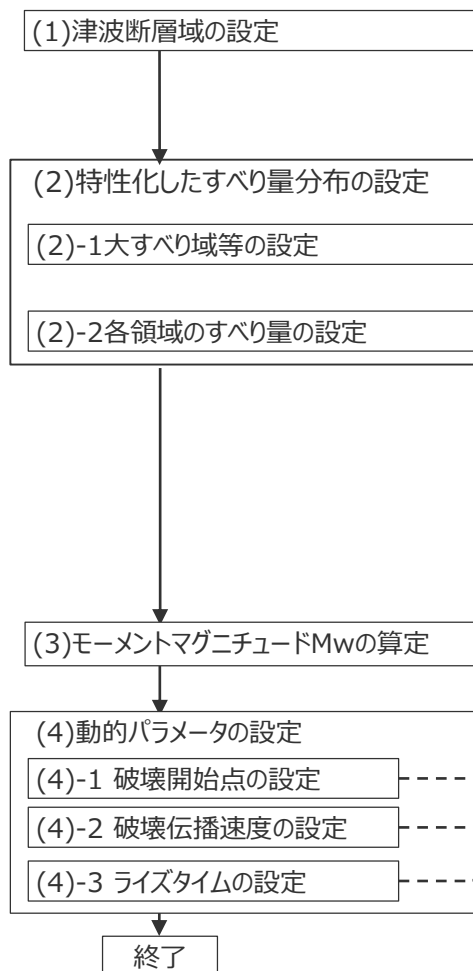 (1)津波断層域の設定
(2)特性化したすべり量分布の設定
(2)-1大すべり域等の設定
(2)-2各領域のすべり量の設定
(3)モーメントマグニチュードMwの算定
(4)動的パラメータの設定
(4)-1 破壊開始点の設定
(4)-2 破壊伝播速度の設定
(4)-3 ライズタイムの設定
終了